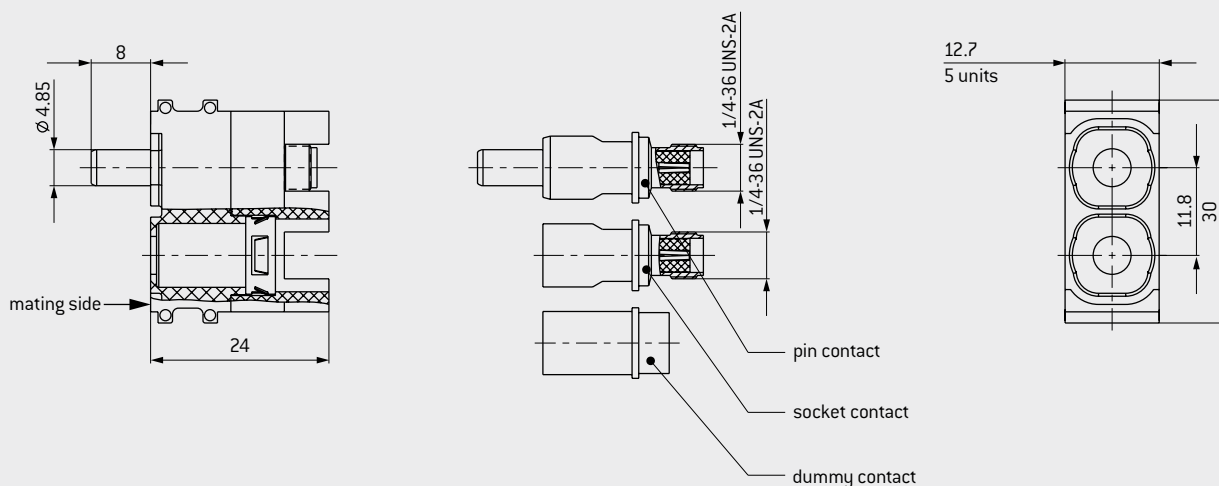 8
Ø 4.85
mating side
24
1/4-36 UNS-2A
1/4-36 UNS-2A
pin contact
socket contact
dummy contact
12.7
5 units
11.8
30